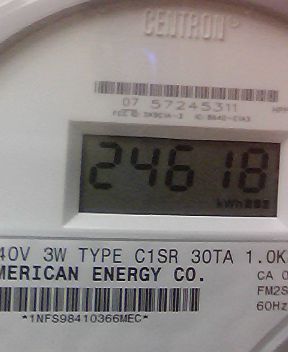 CENTRON®
07 57245311
24618
kWh
40V 3W TYPE C1SR 30TA 1.0K
MERICAN ENERGY CO.
CA 0
FM2S
60Hz
*1NFS98410366MEC*